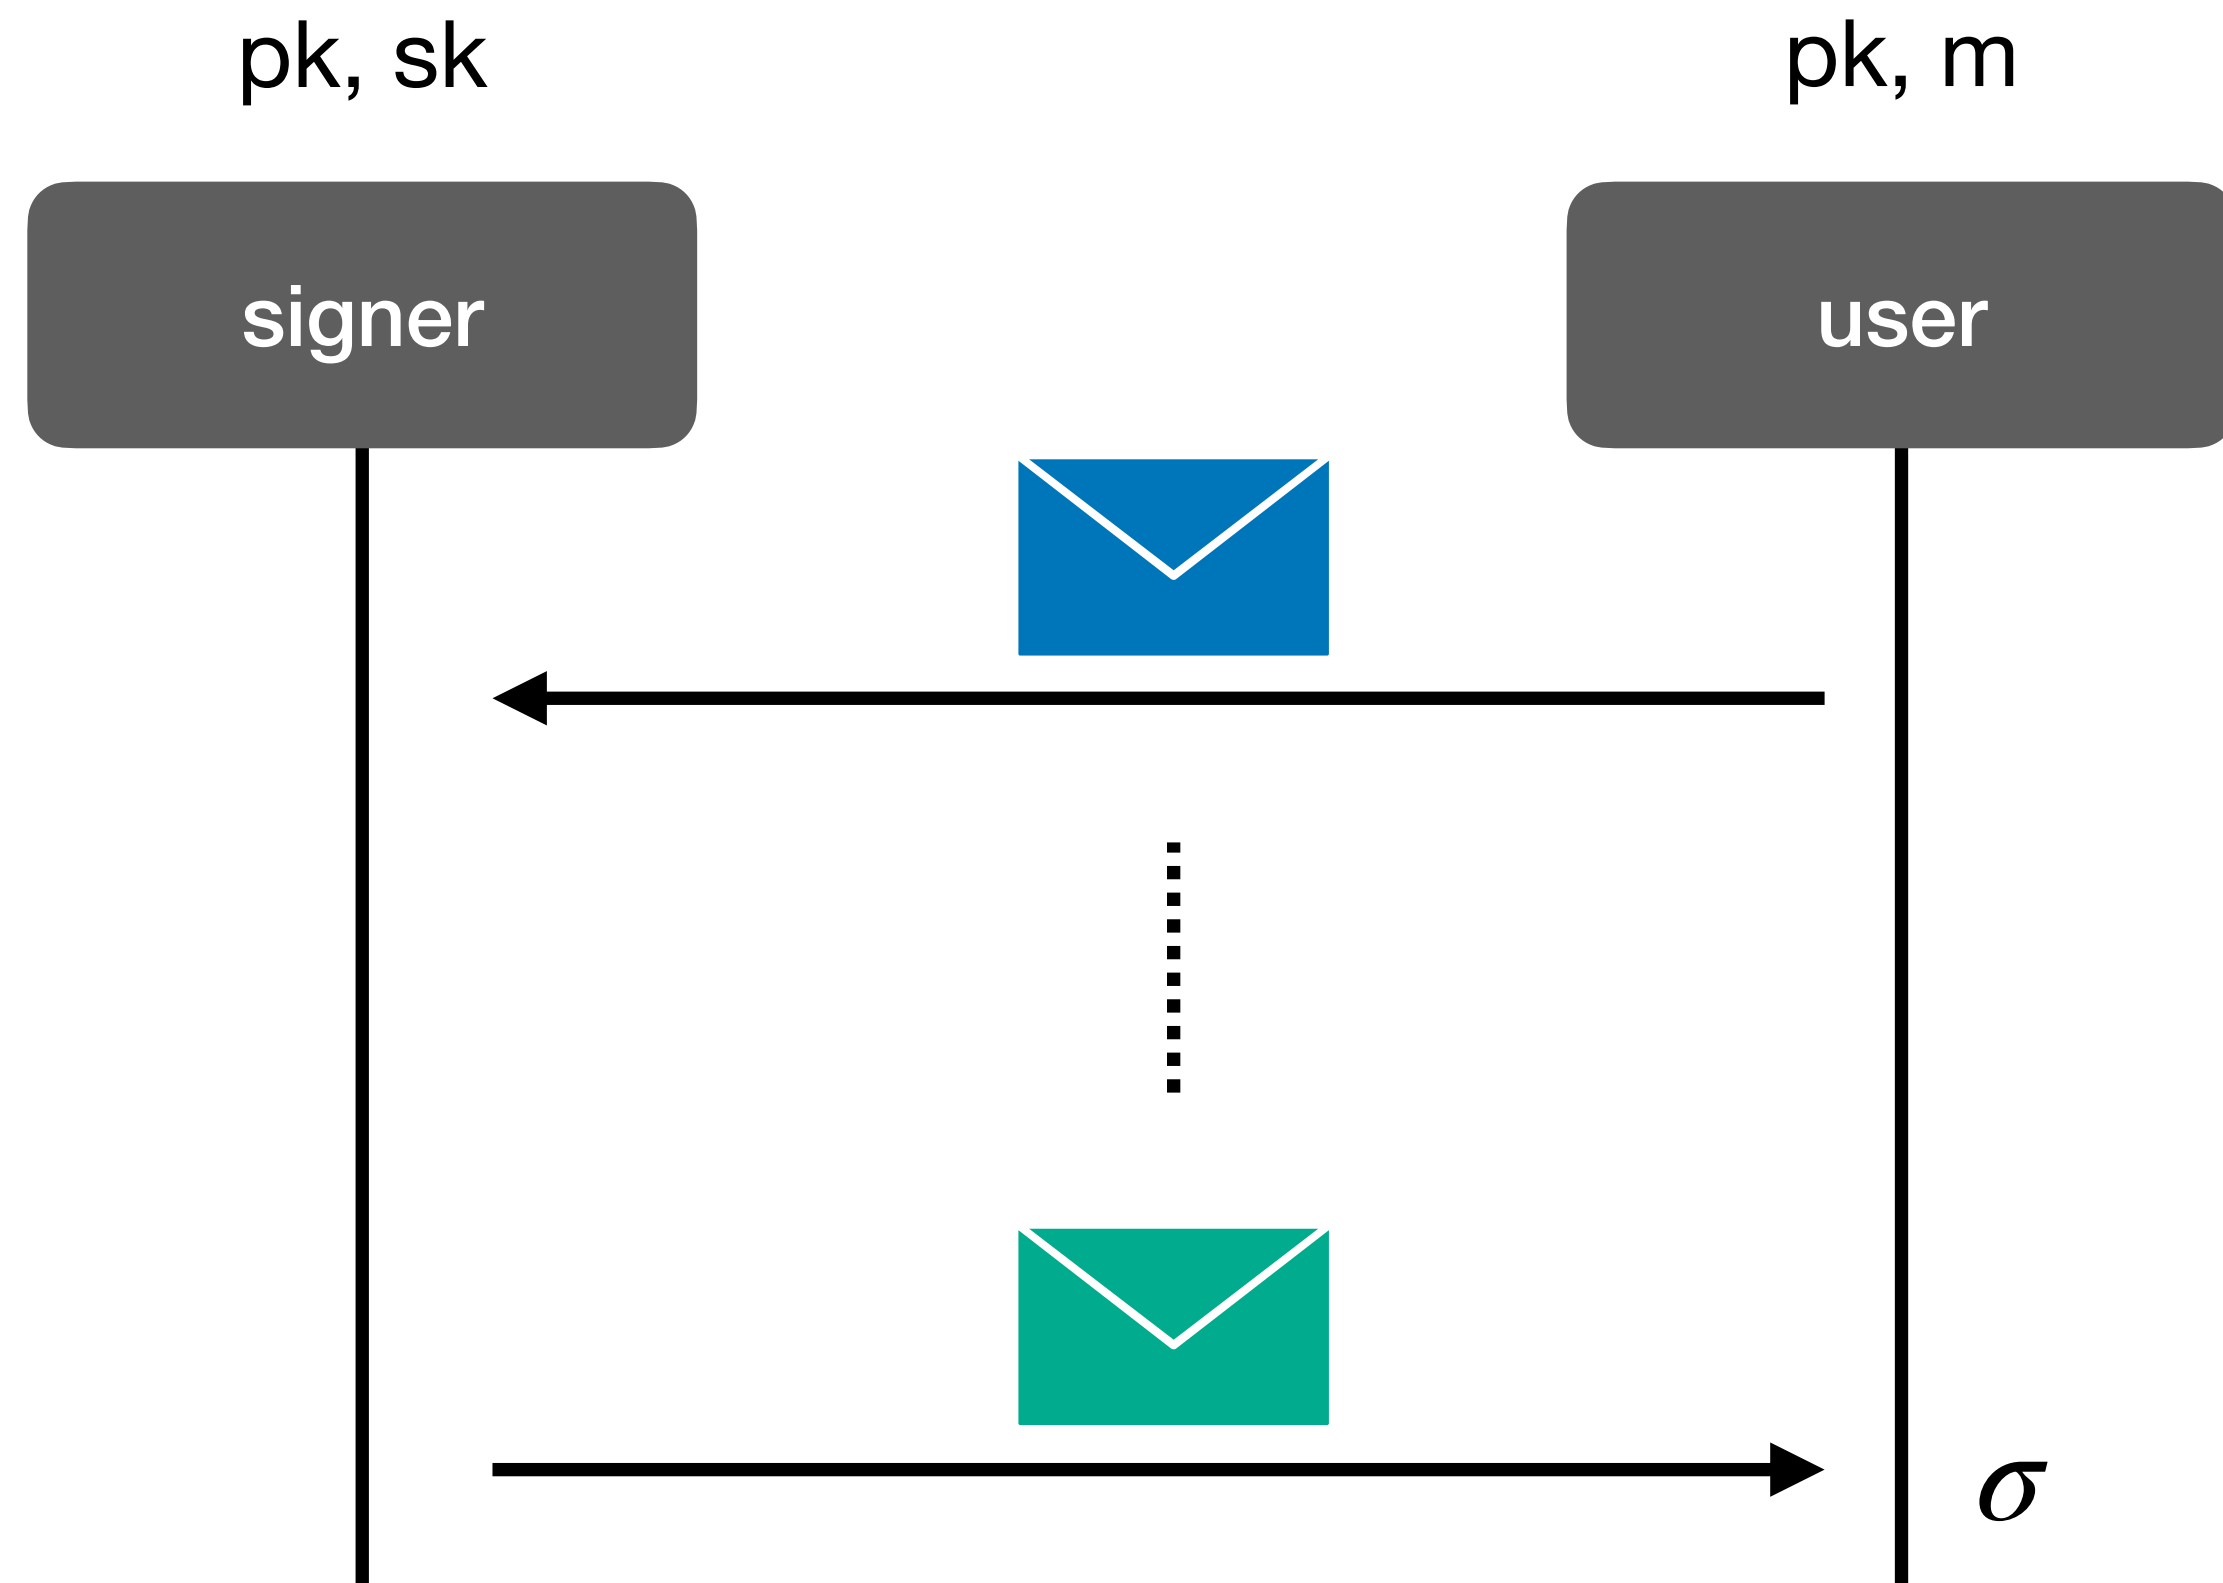 pk, sk
pk, m
signer
user
σ